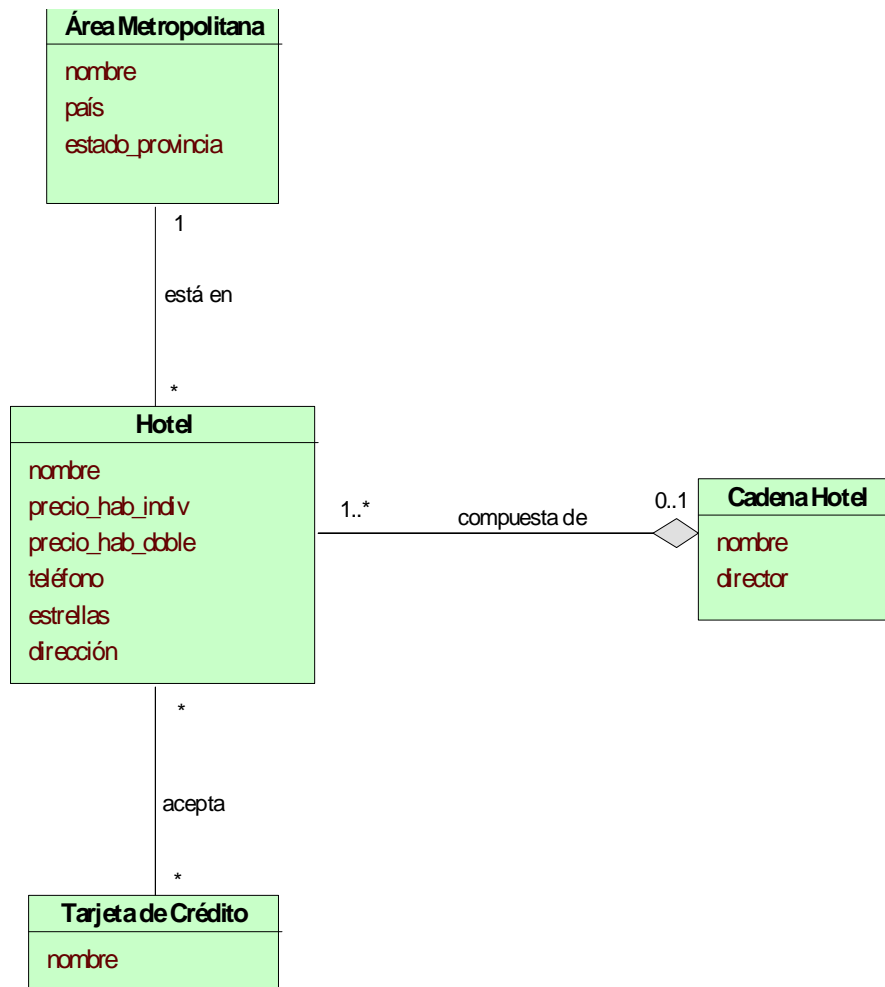 Área Metropolitana
nombre
país
estado_provincia
1
está en
*
Hotel
nombre
precio_hab_indiv
precio_hab_doble
teléfono
estrellas
dirección
1..*
compuesta de
0..1
Cadena Hotel
nombre
director
*
acepta
*
Tarjeta de Crédito
nombre